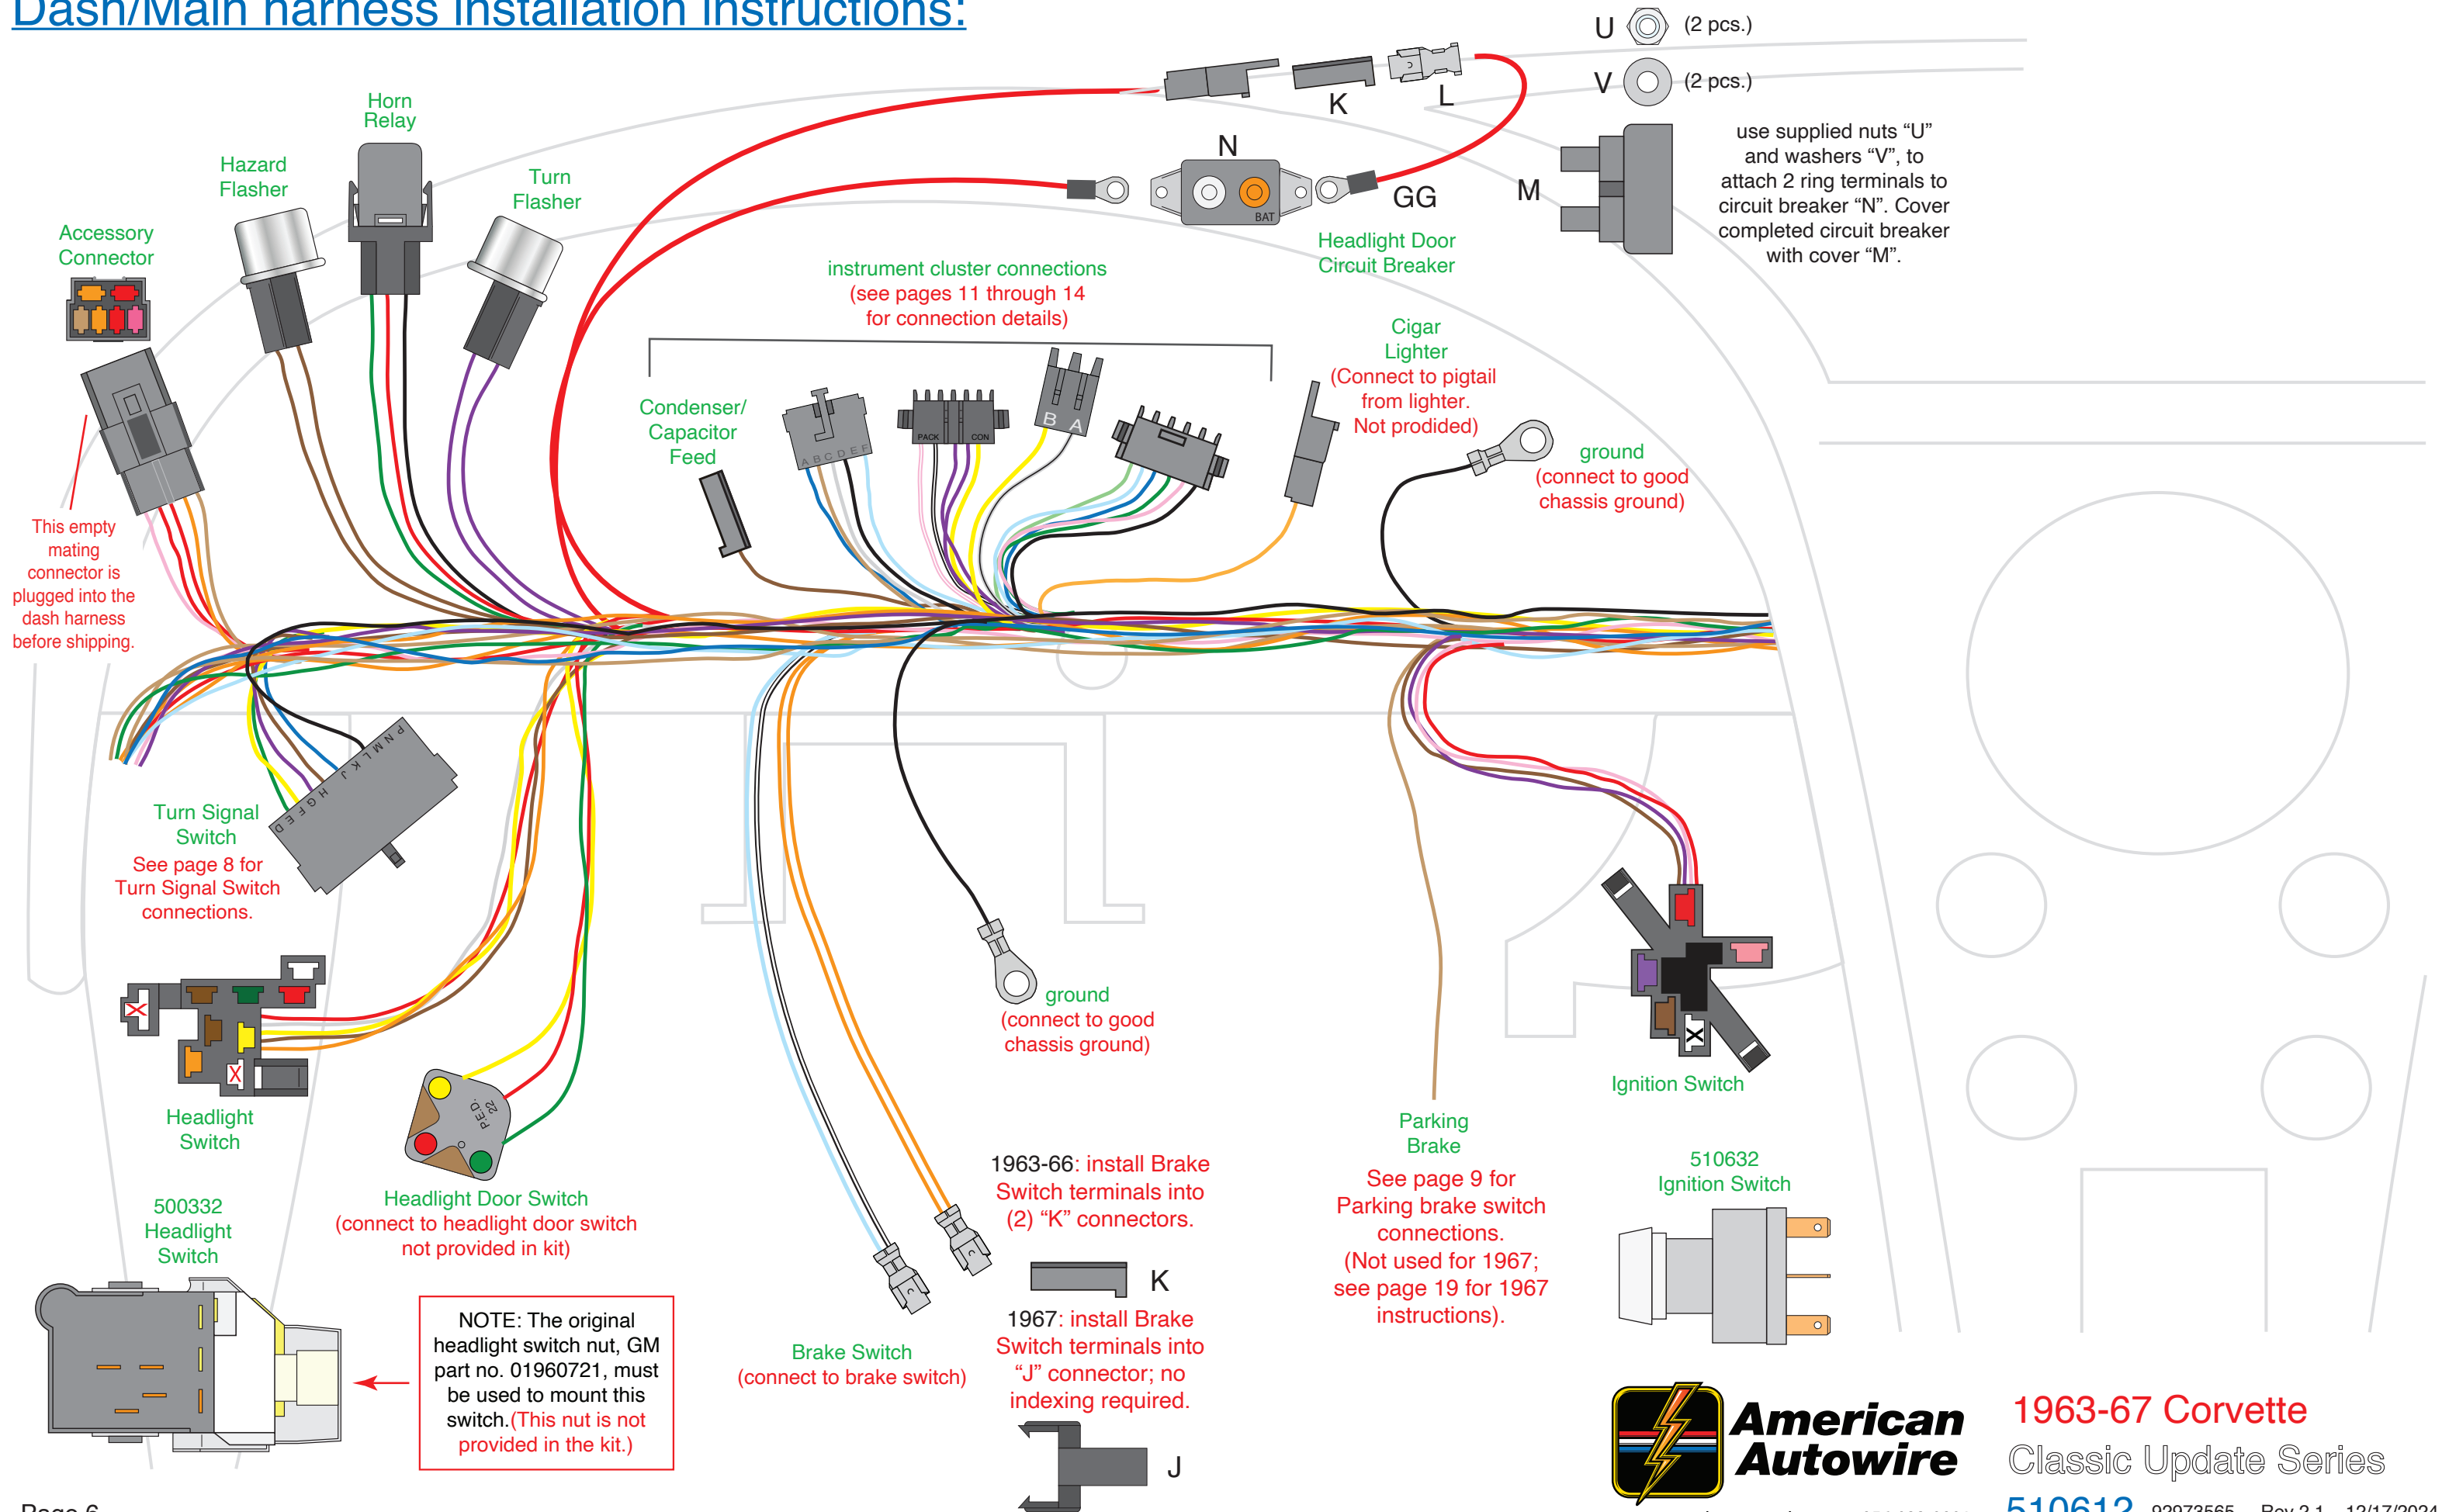 Dash/Main harness installation instructions:
U (2 pcs.)
V (2 pcs.)
K
L
N
BAT
GG
M
use supplied nuts “U”
and washers “V”, to
attach 2 ring terminals to
circuit breaker “N”. Cover
completed circuit breaker
with cover “M”.
Headlight Door
Circuit Breaker
Horn
Relay
Hazard
Flasher
Turn
Flasher
Accessory
Connector
This empty
mating
connector is
plugged into the
dash harness
before shipping.
instrument cluster connections
(see pages 11 through 14
for connection details)
Condenser/
Capacitor
Feed
A B C D E F
PACK CON
B A
Cigar
Lighter
(Connect to pigtail
from lighter.
Not prodided)
ground
(connect to good
chassis ground)
D E F G H J K L M N P
Turn Signal
Switch
See page 8 for
Turn Signal Switch
connections.
X
X
Headlight
Switch
P.E.D.
22
Headlight Door Switch
(connect to headlight door switch
not provided in kit)
500332
Headlight
Switch
NOTE: The original
headlight switch nut, GM
part no. 01960721, must
be used to mount this
switch.(This nut is not
provided in the kit.)
C
C
Brake Switch
(connect to brake switch)
ground
(connect to good
chassis ground)
1963-66: install Brake
Switch terminals into
(2) “K” connectors.
K
1967: install Brake
Switch terminals into
“J” connector; no
indexing required.
J
Parking
Brake
See page 9 for
Parking brake switch
connections.
(Not used for 1967;
see page 19 for 1967
instructions).
X
Ignition Switch
510632
Ignition Switch
American
Autowire
1963-67 Corvette
Classic Update Series
510612 92973565 Rev 2.1 12/17/2024
Page 6